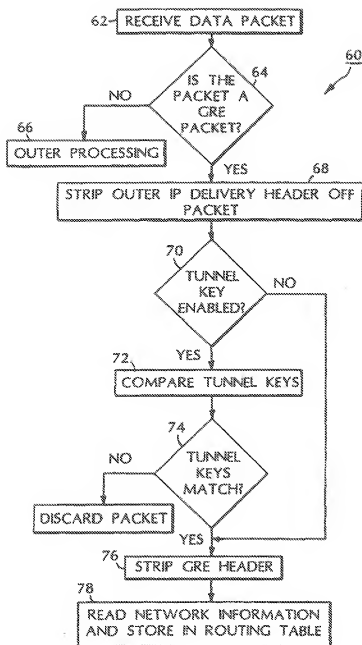 62 RECEIVE DATA PACKET
60
64
IS THE
PACKET A
GRE
PACKET?
NO
66
OUTER PROCESSING
YES
68
STRIP OUTER IP DELIVERY HEADER OFF
PACKET
70
TUNNEL
KEY
ENABLED?
NO
YES
72
COMPARE TUNNEL KEYS
74
TUNNEL
KEYS
MATCH?
NO
DISCARD PACKET
YES
76
STRIP GRE HEADER
78
READ NETWORK INFORMATION
AND STORE IN ROUTING TABLE